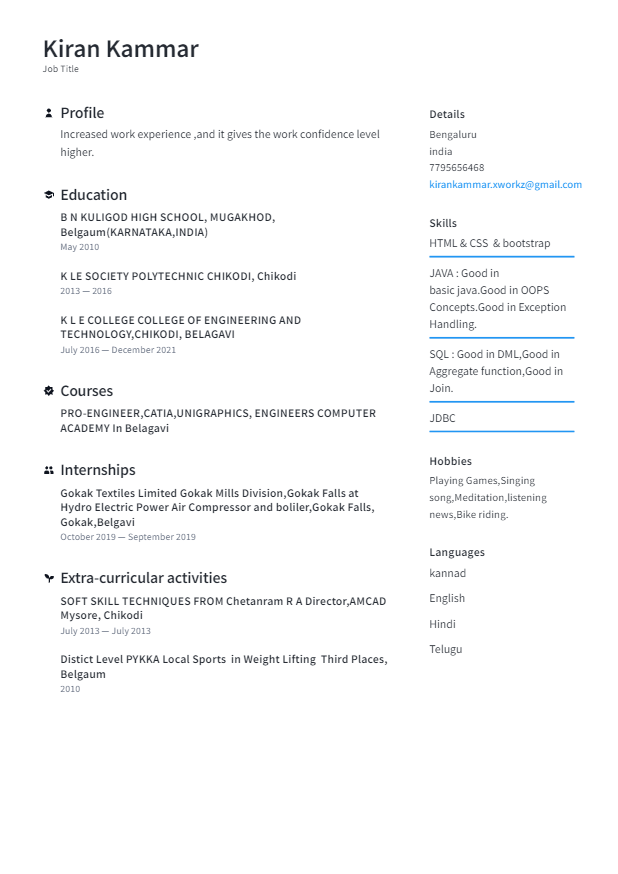 Kiran Kammar
Job Title
Profile
Increased work experience ,and it gives the work confidence level
higher.
Education
B N KULIGOD HIGH SCHOOL, MUGAKHOD,
Belgaum(KARNATAKA,INDIA)
May 2010
K LE SOCIETY POLYTECHNIC CHIKODI, Chikodi
2013 — 2016
K L E COLLEGE COLLEGE OF ENGINEERING AND
TECHNOLOGY,CHIKODI, BELAGAVI
July 2016 — December 2021
Courses
PRO-ENGINEER,CATIA,UNIGRAPHICS, ENGINEERS COMPUTER
ACADEMY In Belagavi
Internships
Gokak Textiles Limited Gokak Mills Division,Gokak Falls at
Hydro Electric Power Air Compressor and boliler,Gokak Falls,
Gokak,Belgavi
October 2019 — September 2019
Extra-curricular activities
SOFT SKILL TECHNIQUES FROM Chetanram R A Director,AMCAD
Mysore, Chikodi
July 2013 — July 2013
Distict Level PYKKA Local Sports in Weight Lifting Third Places,
Belgaum
2010
Details
Bengaluru
india
7795656468
kirankammar.xworkz@gmail.com
Skills
HTML & CSS & bootstrap
JAVA : Good in
basic java.Good in OOPS
Concepts.Good in Exception
Handling.
SQL : Good in DML,Good in
Aggregate function,Good in
Join.
JDBC
Hobbies
Playing Games,Singing
song,Meditation,listening
news,Bike riding.
Languages
kannad
English
Hindi
Telugu